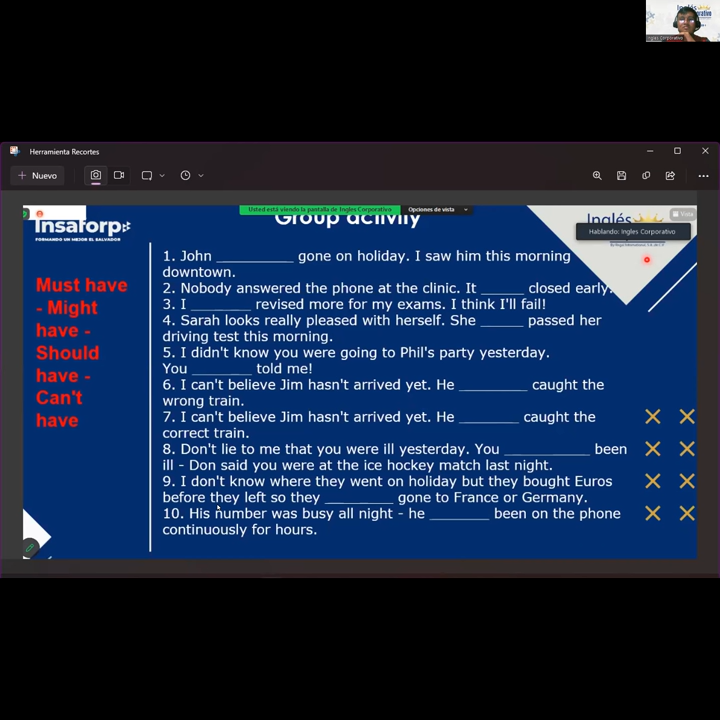 Inglés Corporativo
Herramienta Recortes
Nuevo
Usted está viendo la pantalla de Ingles Corporativo
Opciones de vista
Vista
Group activity
Insaforp
FORMANDO UN MEJOR EL SALVADOR
Inglés
Hablando: Ingles Corporativo
Must have
- Might
have -
Should
have -
Can't
have
1. John __________ gone on holiday. I saw him this morning
downtown.
2. Nobody answered the phone at the clinic. It ______ closed early.
3. I ________ revised more for my exams. I think I'll fail!
4. Sarah looks really pleased with herself. She ______ passed her
driving test this morning.
5. I didn't know you were going to Phil's party yesterday.
You ________ told me!
6. I can't believe Jim hasn't arrived yet. He _________ caught the
wrong train.
7. I can't believe Jim hasn't arrived yet. He ________ caught the
correct train.
8. Don't lie to me that you were ill yesterday. You ___________ been
ill - Don said you were at the ice hockey match last night.
9. I don't know where they went on holiday but they bought Euros
before they left so they _________ gone to France or Germany.
10. His number was busy all night - he ________ been on the phone
continuously for hours.